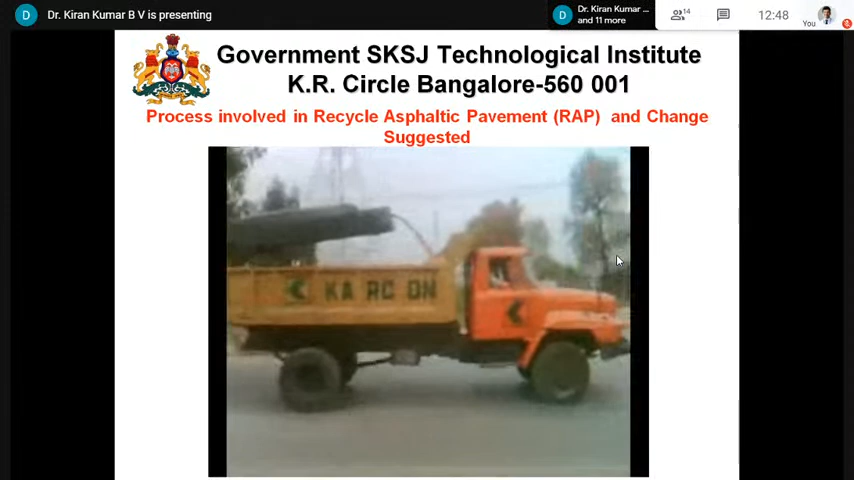 D Dr. Kiran Kumar B V is presenting
D Dr. Kiran Kumar ...
and 11 more
14
12:48
You
Government SKSJ Technological Institute
K.R. Circle Bangalore-560 001
Process involved in Recycle Asphaltic Pavement (RAP) and Change
Suggested
KA RC ON